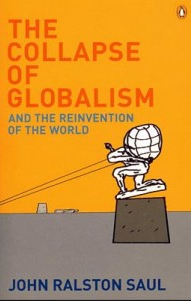 THE
COLLAPSE
OF
GLOBALISM
AND THE REINVENTION
OF THE WORLD
JOHN RALSTON SAUL